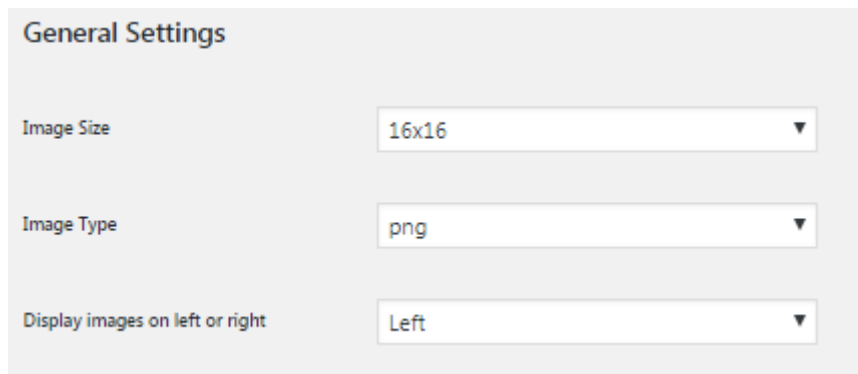 General Settings
Image Size
16x16
Image Type
png
Display images on left or right
Left